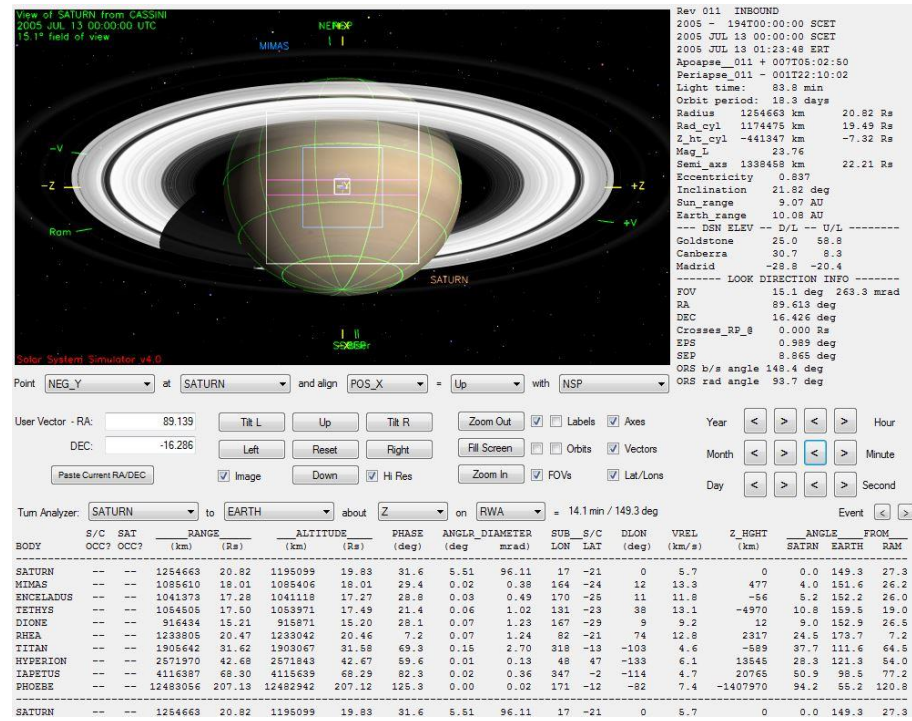 View of SATURN from CASSINI
2005 JUL 13 00:00:00 UTC
15.1° field of view
MIMAS
-V
-Z
+Z
-Y
Ram
+V
SATURN
Solar System Simulator v4.0
Rev 011 INBOUND
2005 - 194T00:00:00 SCET
2005 JUL 13 00:00:00 SCET
2005 JUL 13 01:23:48 ERT
Apoapse__011 + 007T05:02:50
Periapse_011 - 001T22:10:02
Light time: 83.8 min
Orbit period: 18.3 days
Radius 1254663 km 20.82 Rs
Rad_cyl 1174475 km 19.49 Rs
Z_ht_cyl -441347 km -7.32 Rs
Mag_L 23.76
Semi_axs 1338458 km 22.21 Rs
Eccentricity 0.837
Inclination 21.82 deg
Sun_range 9.07 AU
Earth_range 10.08 AU
--- DSN ELEV -- D/L -- U/L --------
Goldstone 25.0 58.8
Canberra 30.7 8.3
Madrid -28.8 -20.4
------ LOOK DIRECTION INFO -------
FOV 15.1 deg 263.3 mrad
RA 89.613 deg
DEC 16.426 deg
Crosses_RP_@ 0.000 Rs
EPS 0.989 deg
SEP 8.865 deg
ORS b/s angle 148.4 deg
ORS rad angle 93.7 deg
Point NEG_Y at SATURN and align POS_X = Up with NSP
User Vector - RA: 89.139 Tilt L Up Tilt R Zoom Out Labels Axes Year < > < > Hour
DEC: -16.286 Left Reset Right Fill Screen Orbits Vectors Month < > < > Minute
Paste Current RA/DEC Image Down Hi Res Zoom In FOVs Lat/Lons Day < > < > Second
Turn Analyzer: SATURN to EARTH about Z on RWA = 14.1 min / 149.3 deg Event < >
S/C SAT ____RANGE____ ____ALTITUDE____ PHASE ANGLR_DIAMETER SUB__S/C DLON VREL Z_HGHT ____ANGLE__FROM____
BODY OCC? OCC? (km) (Rs) (km) (Rs) (deg) (deg mrad) LON LAT (deg) (km/s) (km) SATRN EARTH RAM
SATURN -- -- 1254663 20.82 1195099 19.83 31.6 5.51 96.11 17 -21 0 5.7 0 0.0 149.3 27.3
MIMAS -- -- 1085610 18.01 1085406 18.01 29.4 0.02 0.38 164 -24 12 13.3 477 4.0 151.6 26.2
ENCELADUS -- -- 1041373 17.28 1041118 17.27 28.8 0.03 0.49 170 -25 11 11.8 -56 5.2 152.2 26.0
TETHYS -- -- 1054505 17.50 1053971 17.49 21.4 0.06 1.02 131 -23 38 13.1 -4970 10.8 159.5 19.0
DIONE -- -- 916434 15.21 915871 15.20 28.1 0.07 1.23 167 -29 9 9.2 12 9.0 152.9 26.5
RHEA -- -- 1233805 20.47 1233042 20.46 7.2 0.07 1.24 82 -21 74 12.8 2317 24.5 173.7 7.2
TITAN -- -- 1905642 31.62 1903067 31.58 69.3 0.15 2.70 318 -13 -103 4.6 -589 37.7 111.6 64.5
HYPERION -- -- 2571970 42.68 2571843 42.67 59.6 0.01 0.13 48 47 -133 6.1 13545 28.3 121.3 54.0
IAPETUS -- -- 4116387 68.30 4115639 68.29 82.3 0.02 0.36 347 -2 -114 4.7 20765 50.9 98.5 77.2
PHOEBE -- -- 12483056 207.13 12482942 207.12 125.3 0.00 0.02 171 -12 -82 7.4 -1407970 94.2 55.2 120.8
SATURN -- -- 1254663 20.82 1195099 19.83 31.6 5.51 96.11 17 -21 0 5.7 0 0.0 149.3 27.3